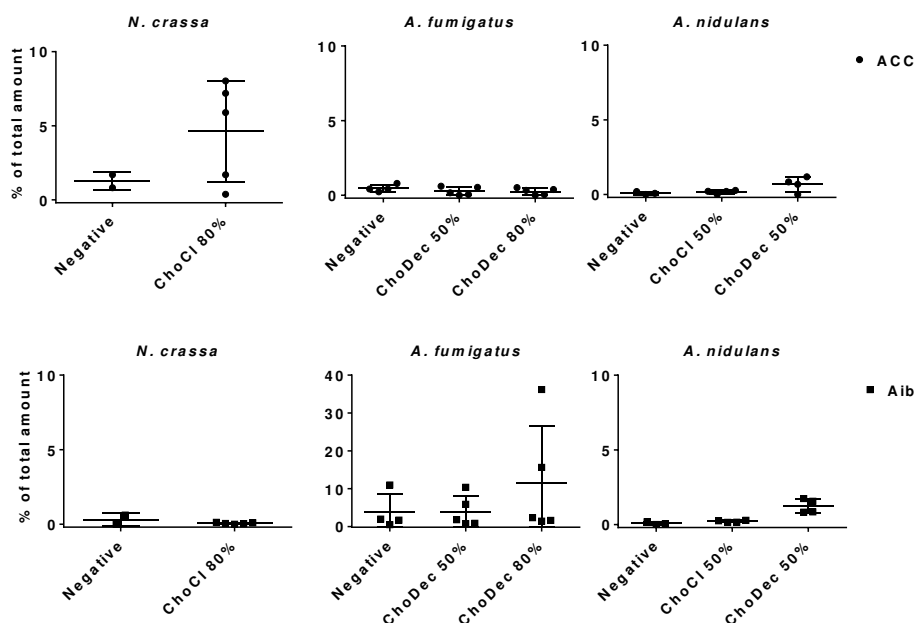 N. crassa
A. fumigatus
A. nidulans
% of total amount
10
5
0
Negative
ChoCl 80%
10
5
0
Negative
ChoDec 50%
ChoDec 80%
10
5
0
Negative
ChoCl 50%
ChoDec 50%
ACC
N. crassa
A. fumigatus
A. nidulans
% of total amount
10
5
0
Negative
ChoCl 80%
40
30
20
10
0
Negative
ChoDec 50%
ChoDec 80%
10
5
0
Negative
ChoCl 50%
ChoDec 50%
Aib